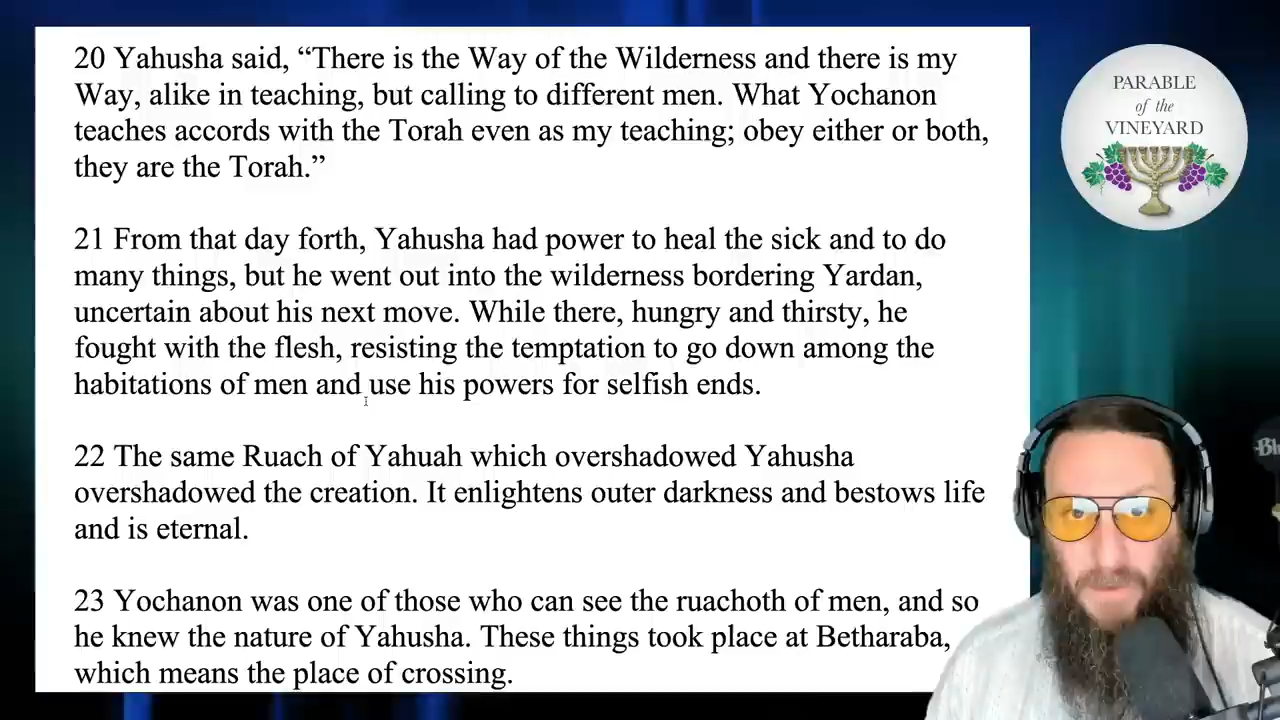 20 Yahusha said, “There is the Way of the Wilderness and there is my
Way, alike in teaching, but calling to different men. What Yochanon
teaches accords with the Torah even as my teaching; obey either or both,
they are the Torah.”
21 From that day forth, Yahusha had power to heal the sick and to do
many things, but he went out into the wilderness bordering Yardan,
uncertain about his next move. While there, hungry and thirsty, he
fought with the flesh, resisting the temptation to go down among the
habitations of men and use his powers for selfish ends.
22 The same Ruach of Yahuah which overshadowed Yahusha
overshadowed the creation. It enlightens outer darkness and bestows life
and is eternal.
23 Yochanon was one of those who can see the ruachoth of men, and so
he knew the nature of Yahusha. These things took place at Betharaba,
which means the place of crossing.
PARABLE
of the
VINEYARD